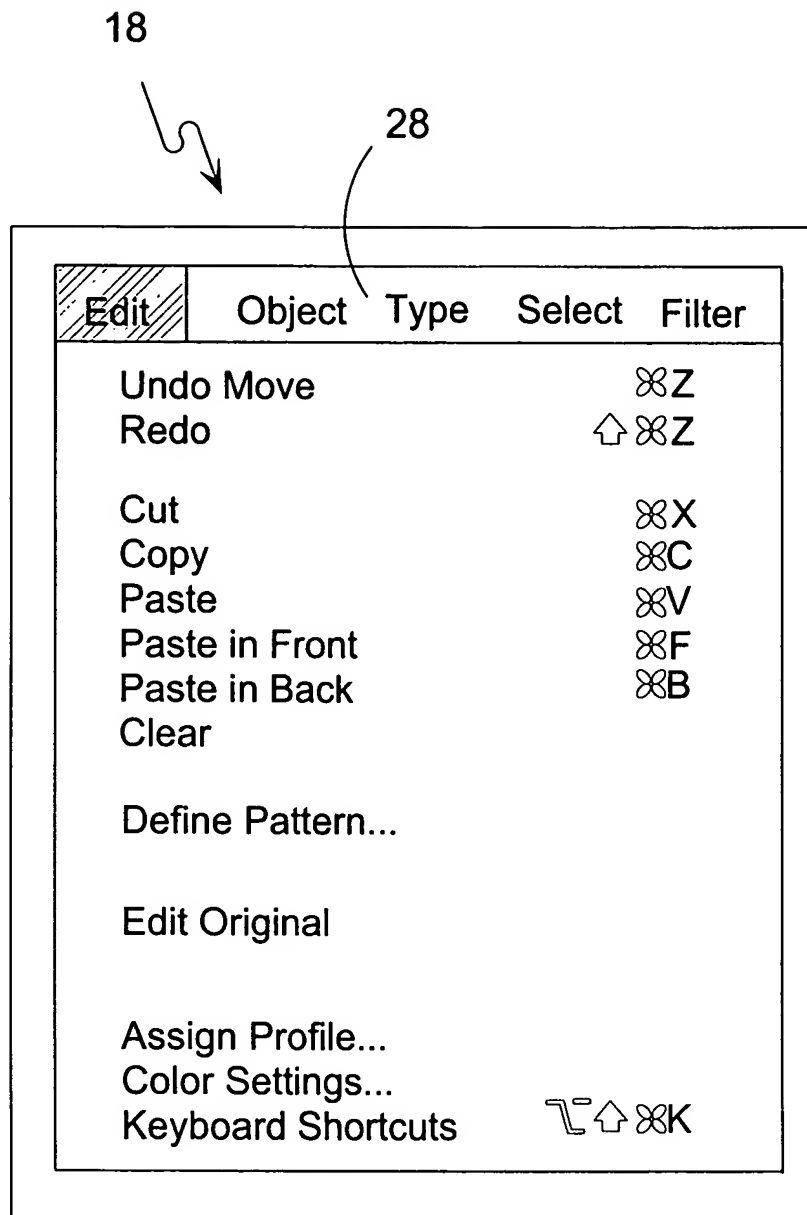 18
28
Edit Object Type Select Filter
Undo Move ⌘Z
Redo ⇧⌘Z
Cut ⌘X
Copy ⌘C
Paste ⌘V
Paste in Front ⌘F
Paste in Back ⌘B
Clear
Define Pattern...
Edit Original
Assign Profile...
Color Settings...
Keyboard Shortcuts ⌥⇧⌘K